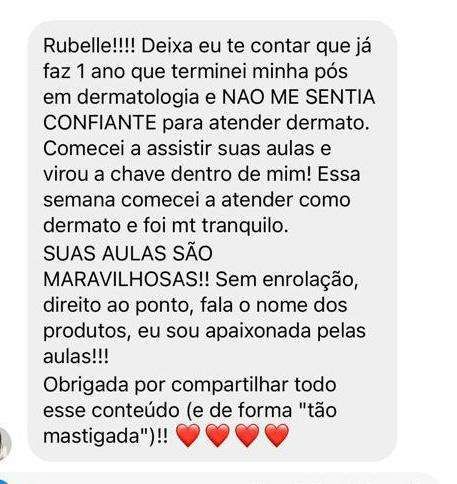 Rubelle!!!! Deixa eu te contar que já
faz 1 ano que terminei minha pós
em dermatologia e NAO ME SENTIA
CONFIANTE para atender dermato.
Comecei a assistir suas aulas e
virou a chave dentro de mim! Essa
semana comecei a atender como
dermato e foi mt tranquilo.
SUAS AULAS SÃO
MARAVILHOSAS!! Sem enrolação,
direito ao ponto, fala o nome dos
produtos, eu sou apaixonada pelas
aulas!!!
Obrigada por compartilhar todo
esse conteúdo (e de forma "tão
mastigada")!! ❤️❤️❤️❤️